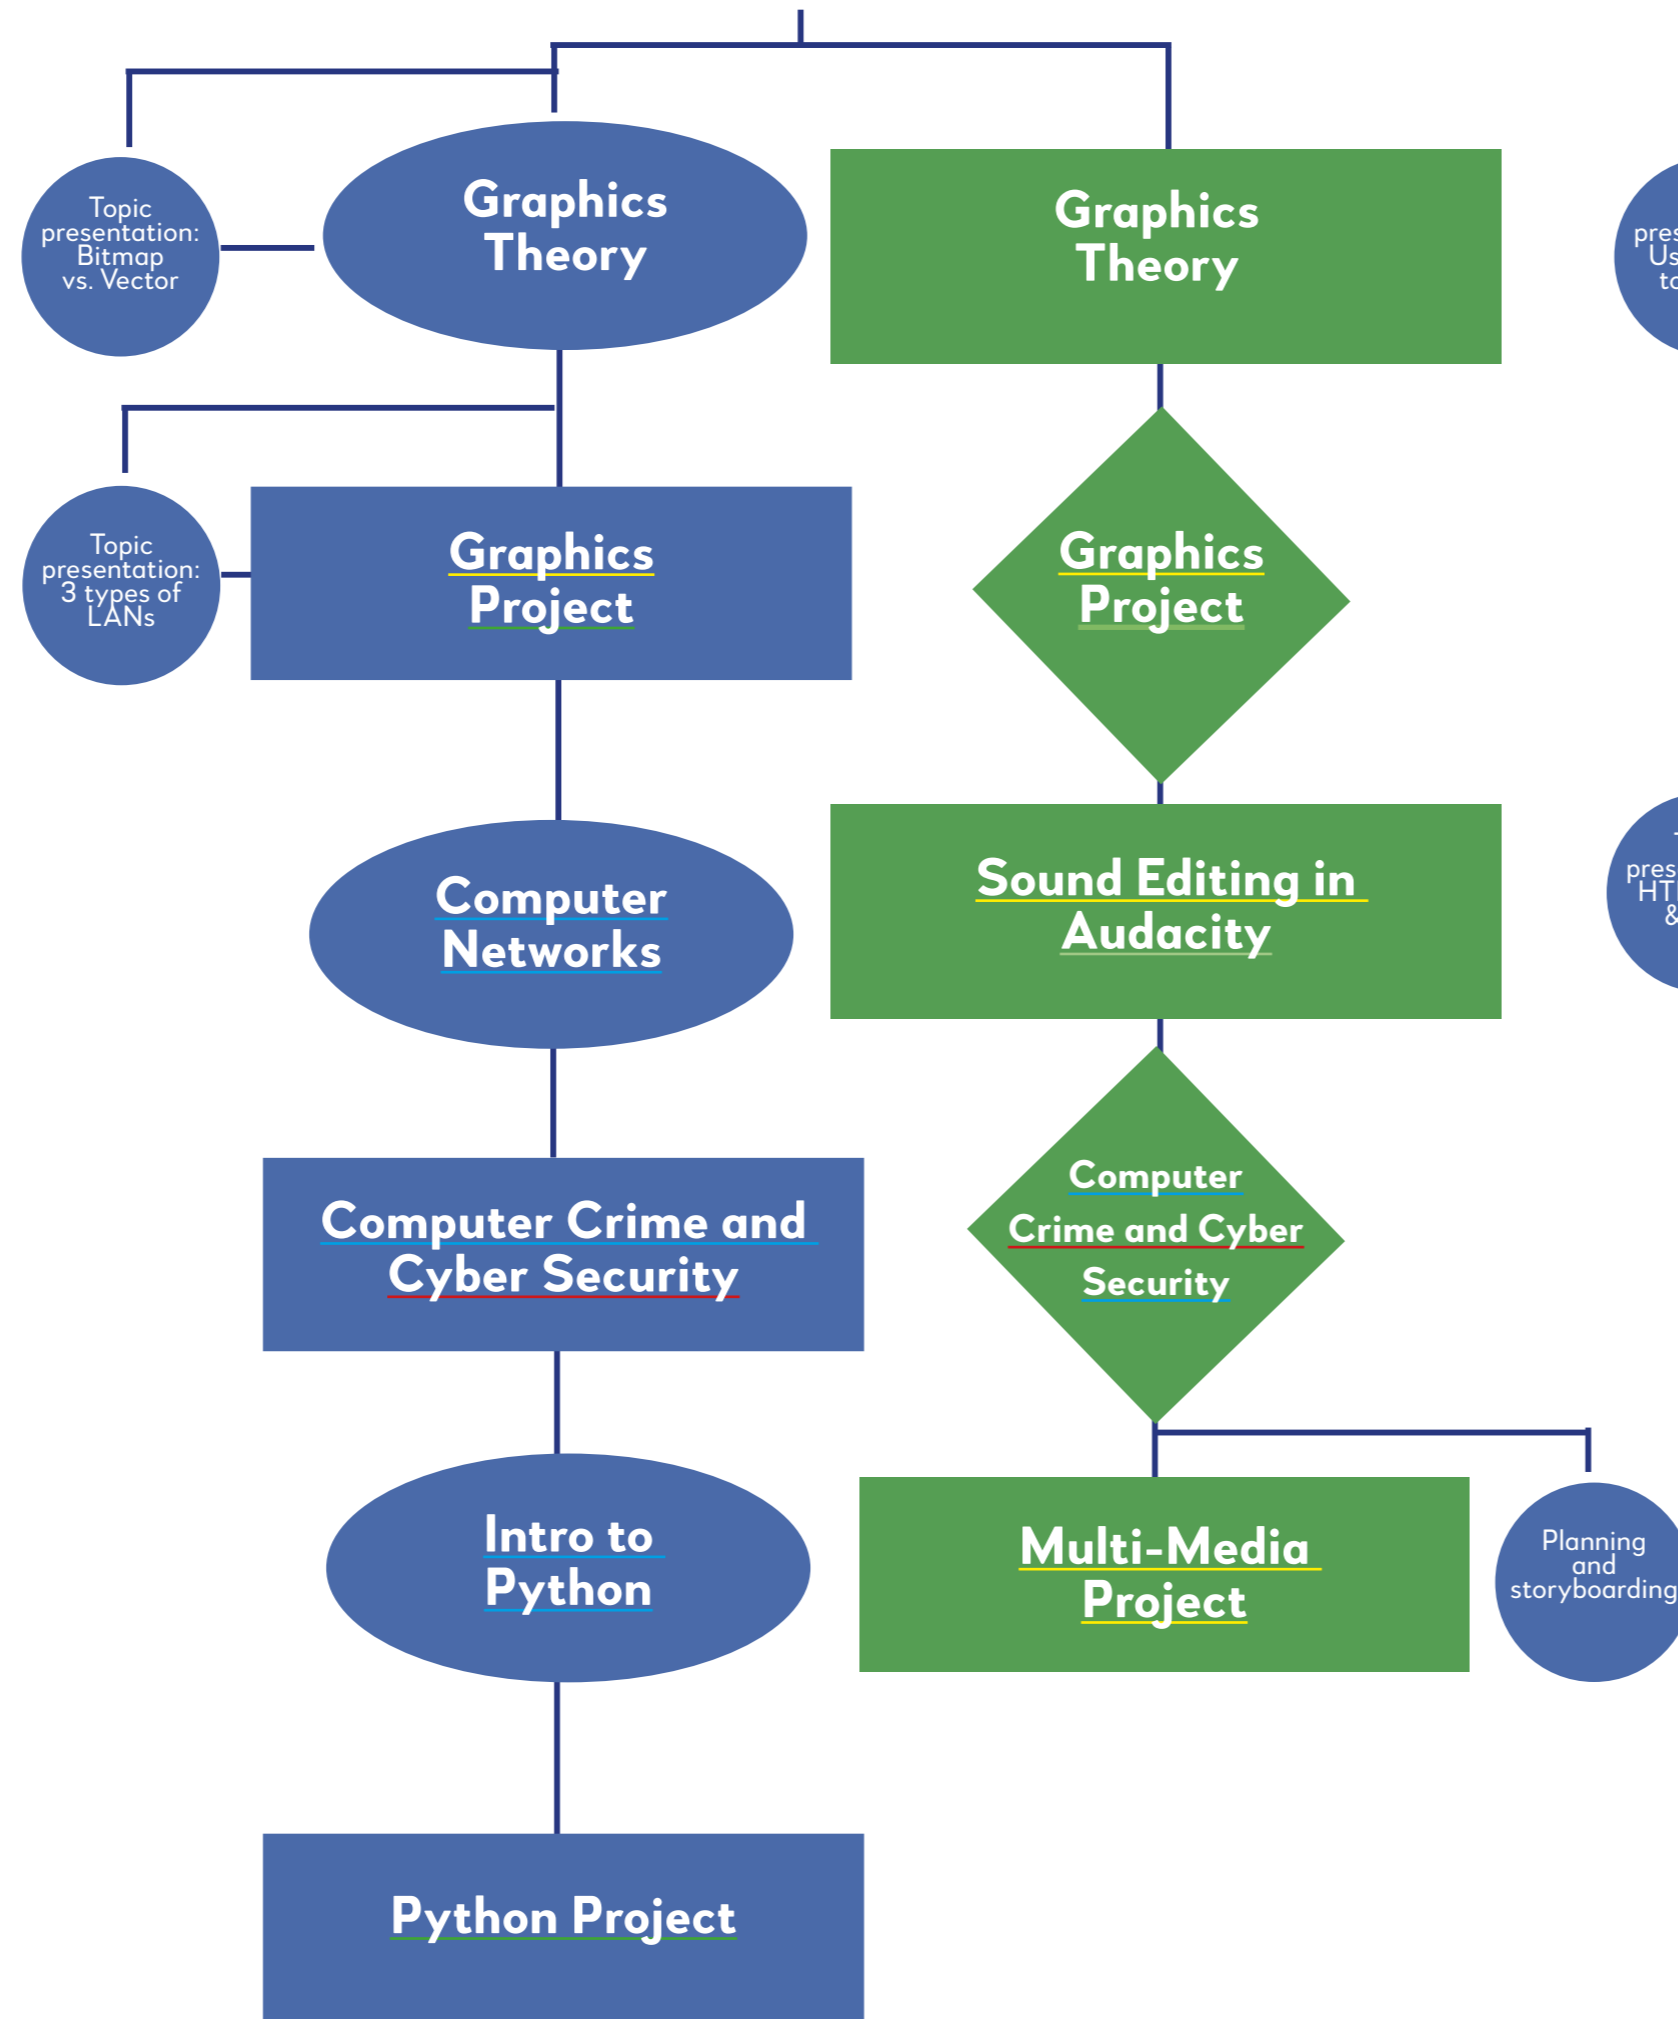 Topic
presentation:
Bitmap
vs. Vector
Graphics
Theory
Graphics
Theory
Topic
presentation:
3 types of
LANs
Graphics
Project
Graphics
Project
Computer
Networks
Sound Editing in
Audacity
Computer Crime and
Cyber Security
Computer
Crime and Cyber
Security
Intro to
Python
Multi-Media
Project
Planning
and
storyboarding
Python Project
&